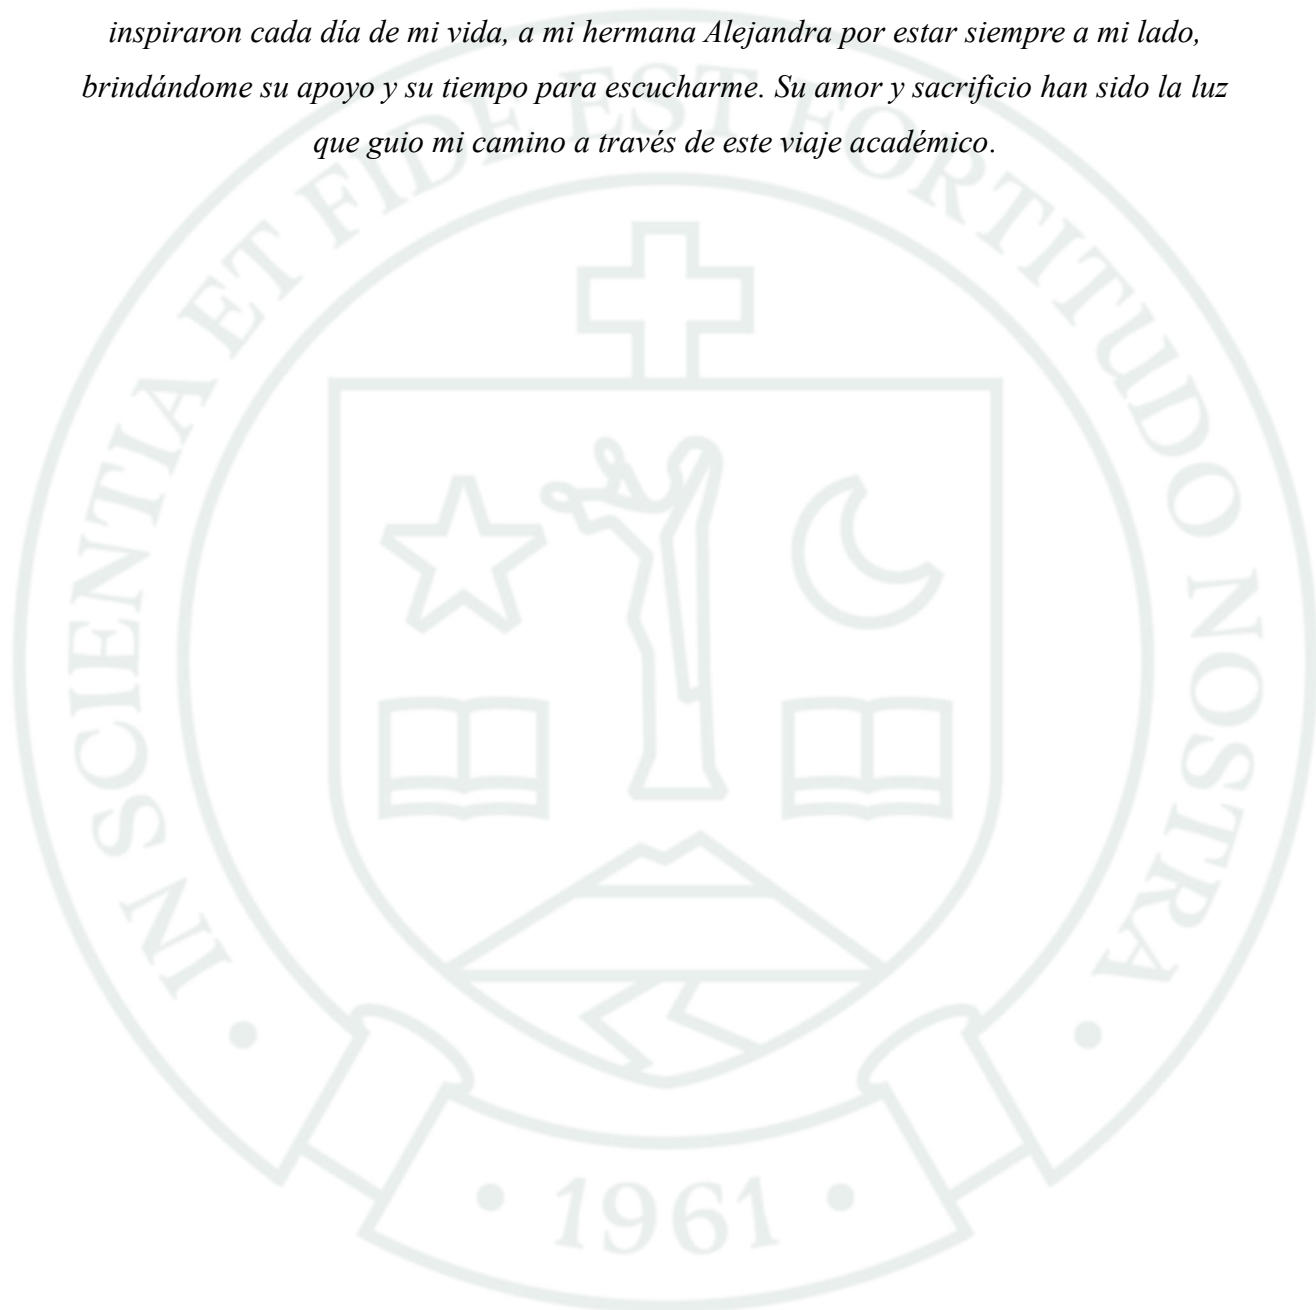 inspiraron cada día de mi vida, a mi hermana Alejandra por estar siempre a mi lado,
brindándome su apoyo y su tiempo para escucharme. Su amor y sacrificio han sido la luz
que guio mi camino a través de este viaje académico.
IN SCIENTIA ET FIDE EST FORTITUDO NOSTRA
1961